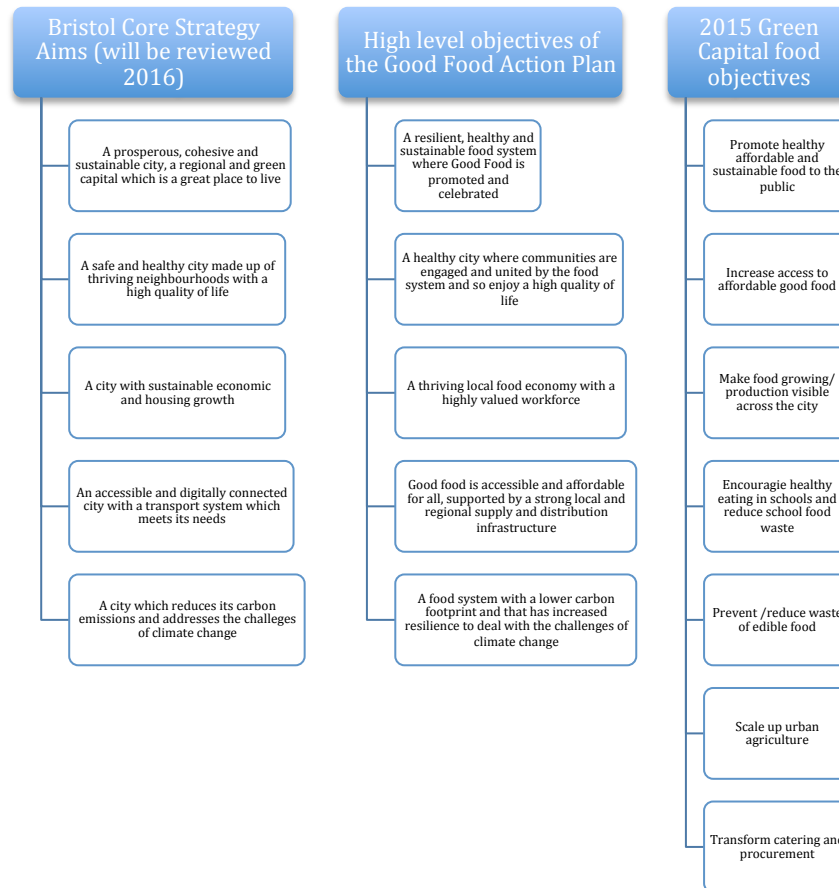 Bristol Core Strategy
Aims (will be reviewed
2016)
A prosperous, cohesive and
sustainable city, a regional and green
capital which is a great place to live
A safe and healthy city made up of
thriving neighbourhoods with a
high quality of life
A city with sustainable economic
and housing growth
An accessible and digitally connected
city with a transport system which
meets its needs
A city which reduces its carbon
emissions and addresses the challeges
of climate change
High level objectives of
the Good Food Action Plan
A resilient, healthy and
sustainable food system
where Good Food is
promoted and
celebrated
A healthy city where communities are
engaged and united by the food
system and so enjoy a high quality of
life
A thriving local food economy with a
highly valued workforce
Good food is accessible and affordable
for all, supported by a strong local and
regional supply and distribution
infrastructure
A food system with a lower carbon
footprint and that has increased
resilience to deal with the challenges of
climate change
2015 Green
Capital food
objectives
Promote healthy
affordable and
sustainable food to the
public
Increase access to
affordable good food
Make food growing/
production visible
across the city
Encouragie healthy
eating in schools and
reduce school food
waste
Prevent /reduce waste
of edible food
Scale up urban
agriculture
Transform catering and
procurement